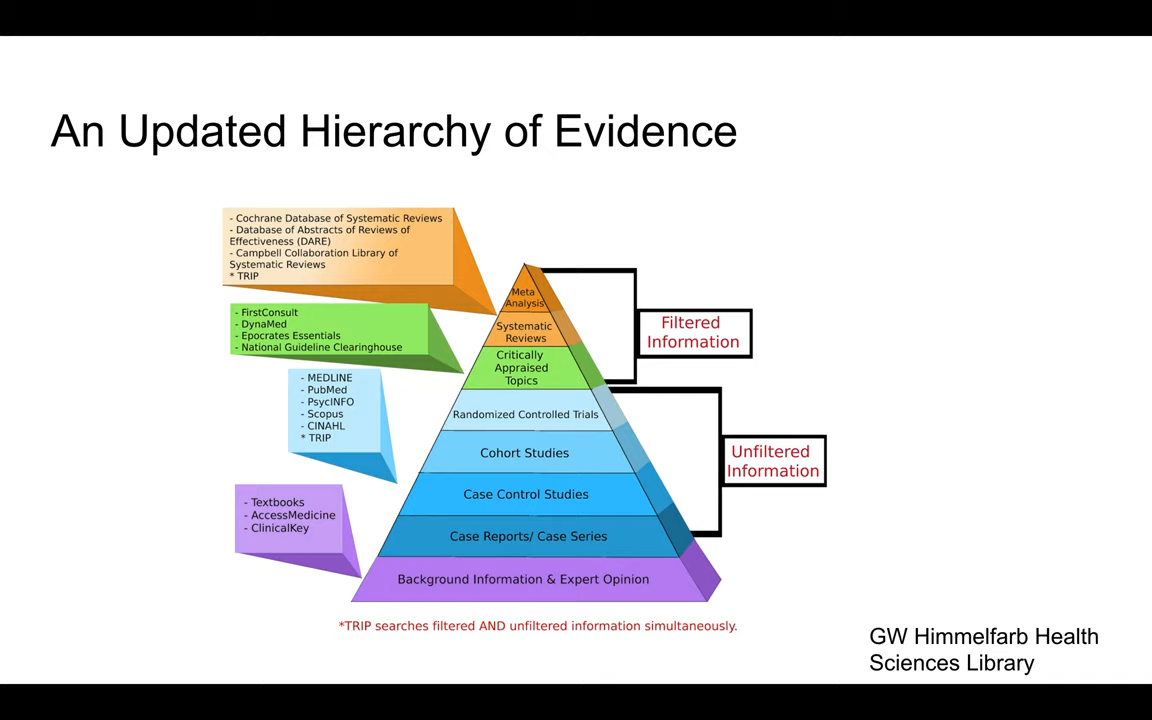 An Updated Hierarchy of Evidence
- Cochrane Database of Systematic Reviews
- Database of Abstracts of Reviews of
Effectiveness (DARE)
- Campbell Collaboration Library of
Systematic Reviews
* TRIP
- FirstConsult
- DynaMed
- Epocrates Essentials
- National Guideline Clearinghouse
- MEDLINE
- PubMed
- PsycINFO
- Scopus
- CINAHL
* TRIP
- Textbooks
- AccessMedicine
- ClinicalKey
Meta
Analysis
Systematic
Reviews
Critically
Appraised
Topics
Randomized Controlled Trials
Cohort Studies
Case Control Studies
Case Reports/ Case Series
Background Information & Expert Opinion
Filtered
Information
Unfiltered
Information
*TRIP searches filtered AND unfiltered information simultaneously.
GW Himmelfarb Health
Sciences Library